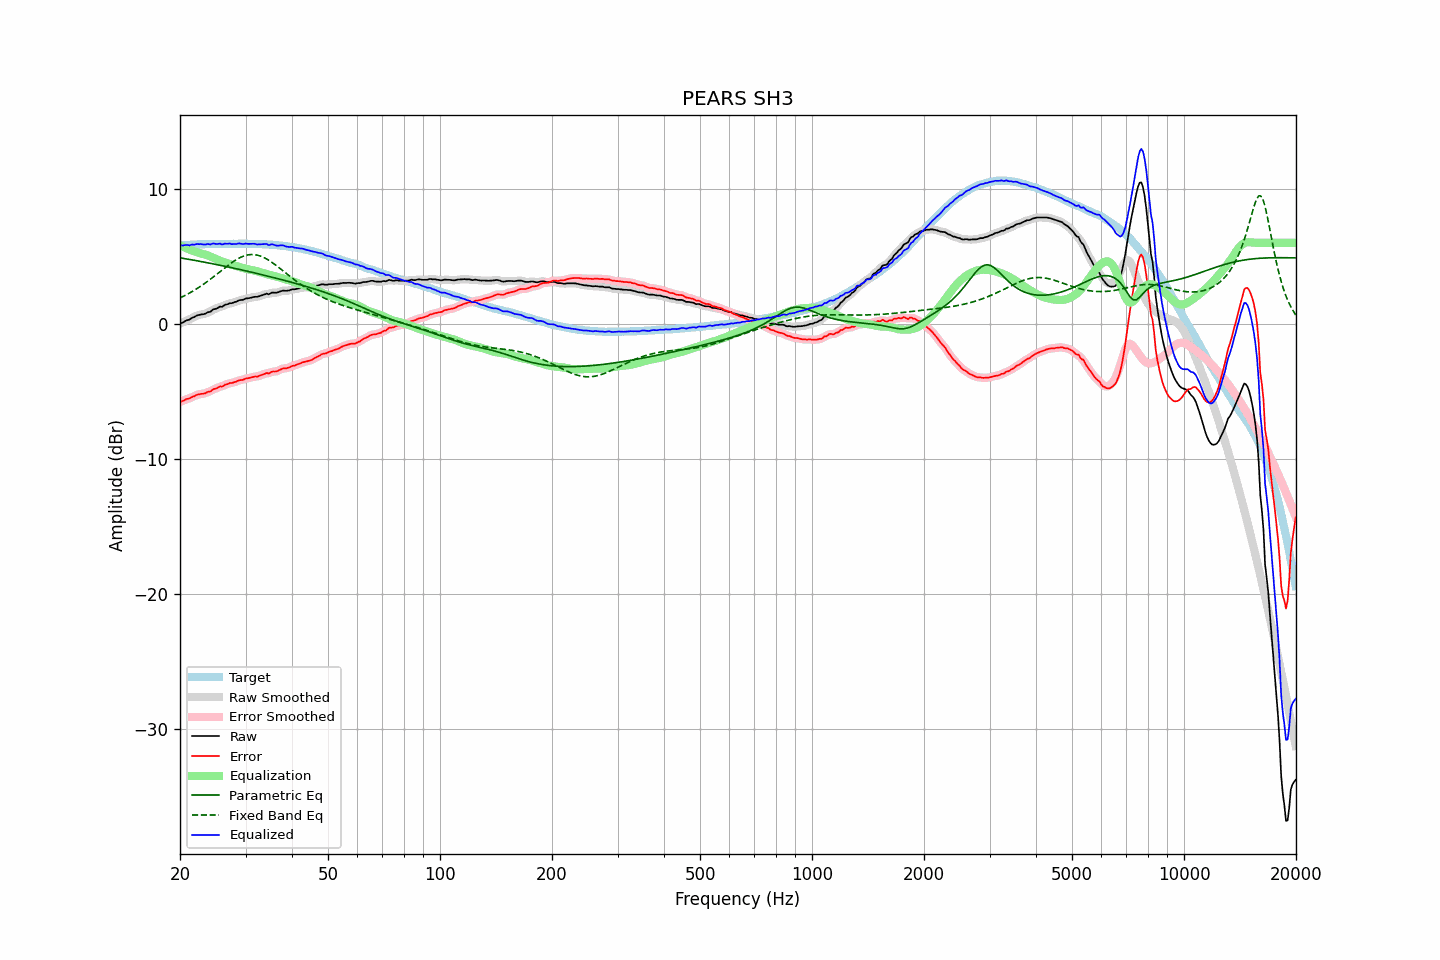 PEARS SH3
Amplitude (dBr)
10
0
−10
−20
−30
Target
Raw Smoothed
Error Smoothed
Raw
Error
Equalization
Parametric Eq
Fixed Band Eq
Equalized
20 50 100 200 500 1000 2000 5000 10000 20000
Frequency (Hz)